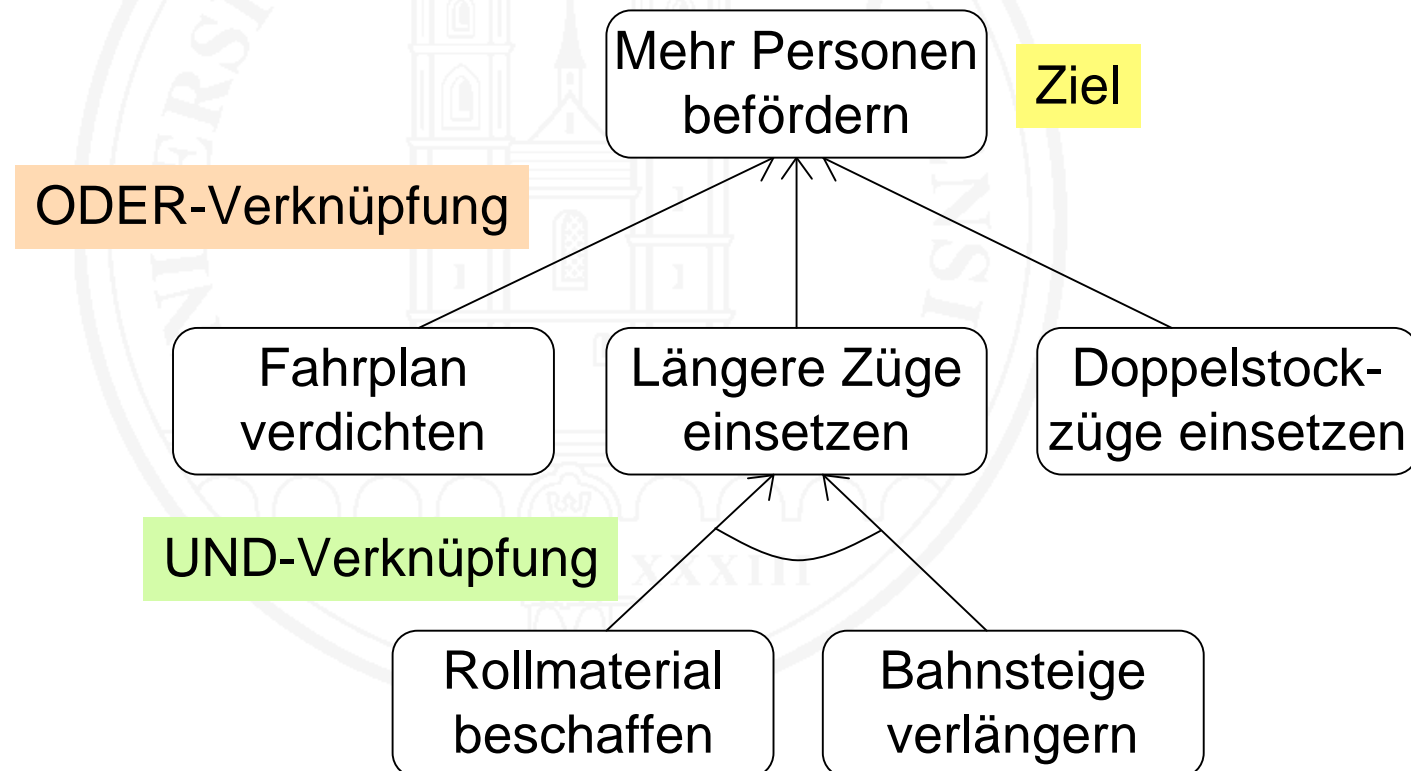 Mehr Personen
befördern
Ziel
ODER-Verknüpfung
Fahrplan
verdichten
Längere Züge
einsetzen
Doppelstock-
züge einsetzen
UND-Verknüpfung
XXXIII
Rollmaterial
beschaffen
Bahnsteige
verlängern